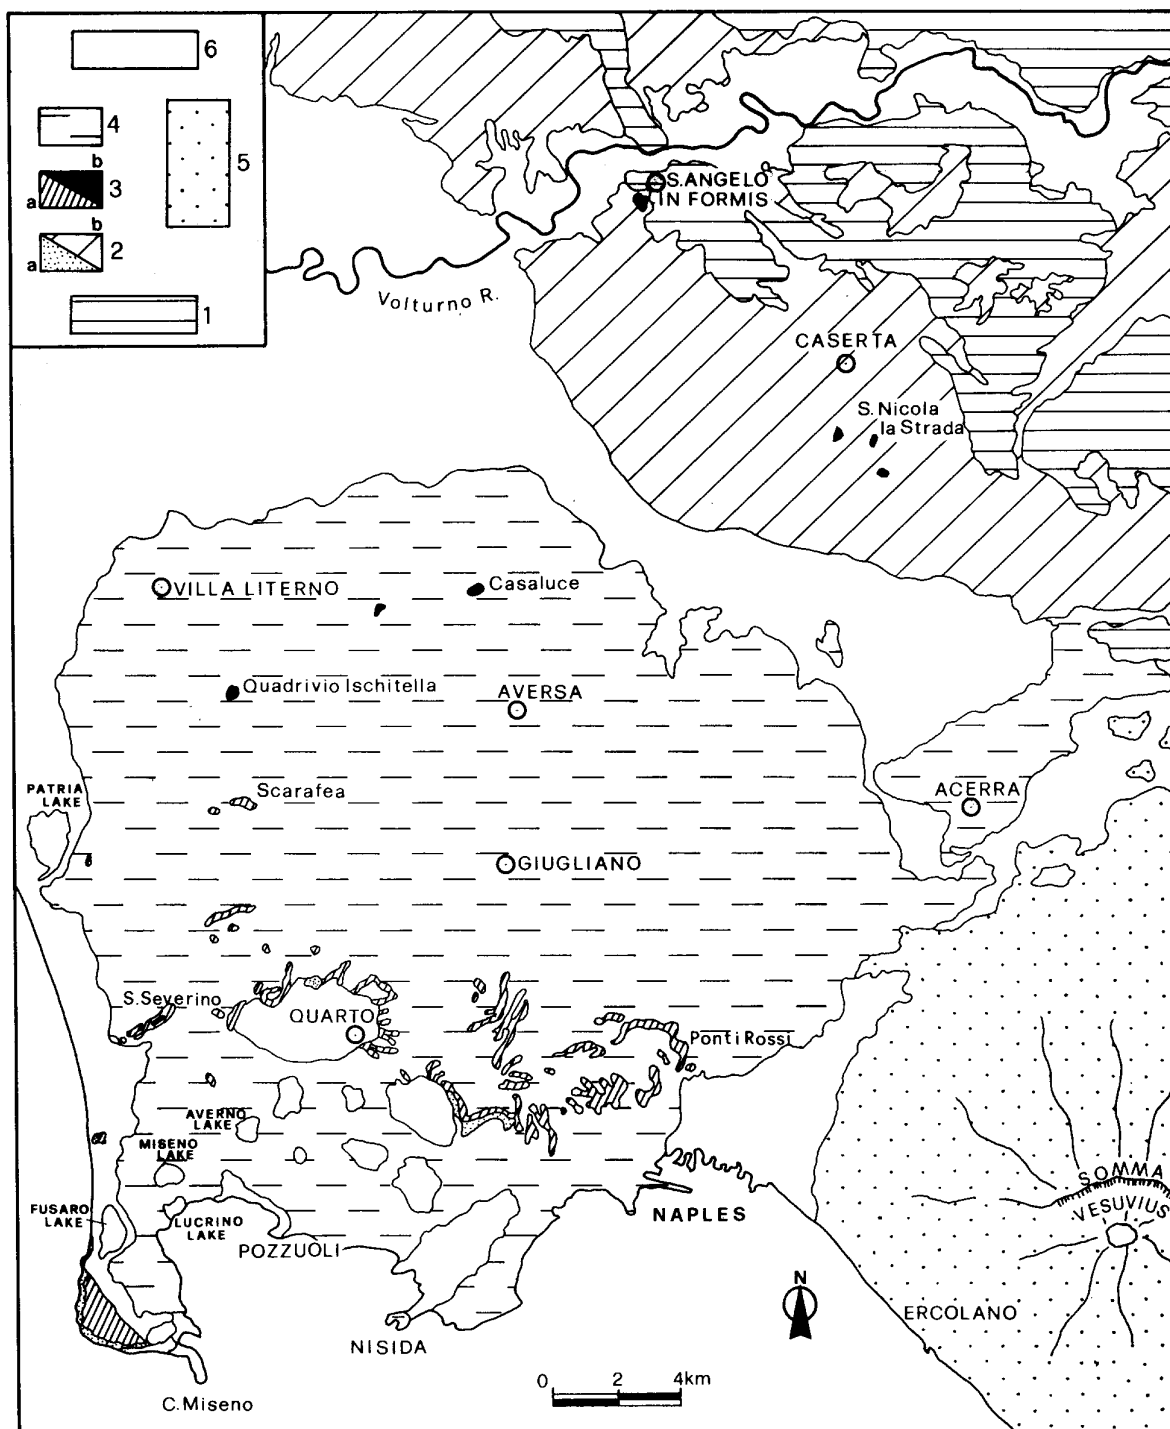 6
4
5
b
3
a
b
2
a
1
S. ANGELO
IN FORMIS
Volturno R.
CASERTA
S. Nicola
la Strada
VILLA LITERNO
Casaluce
Quadrivio Ischitella
AVERSA
PATRIA
LAKE
Scarafea
ACERRA
GIUGLIANO
S. Severino
QUARTO
Ponti Rossi
AVERNO
LAKE
MISENO
LAKE
SOMMA
VESUVIUS
FUSARO
LAKE
LUCRINO
LAKE
NAPLES
POZZUOLI
N
ERCOLANO
NISIDA
0 2 4km
C. Miseno